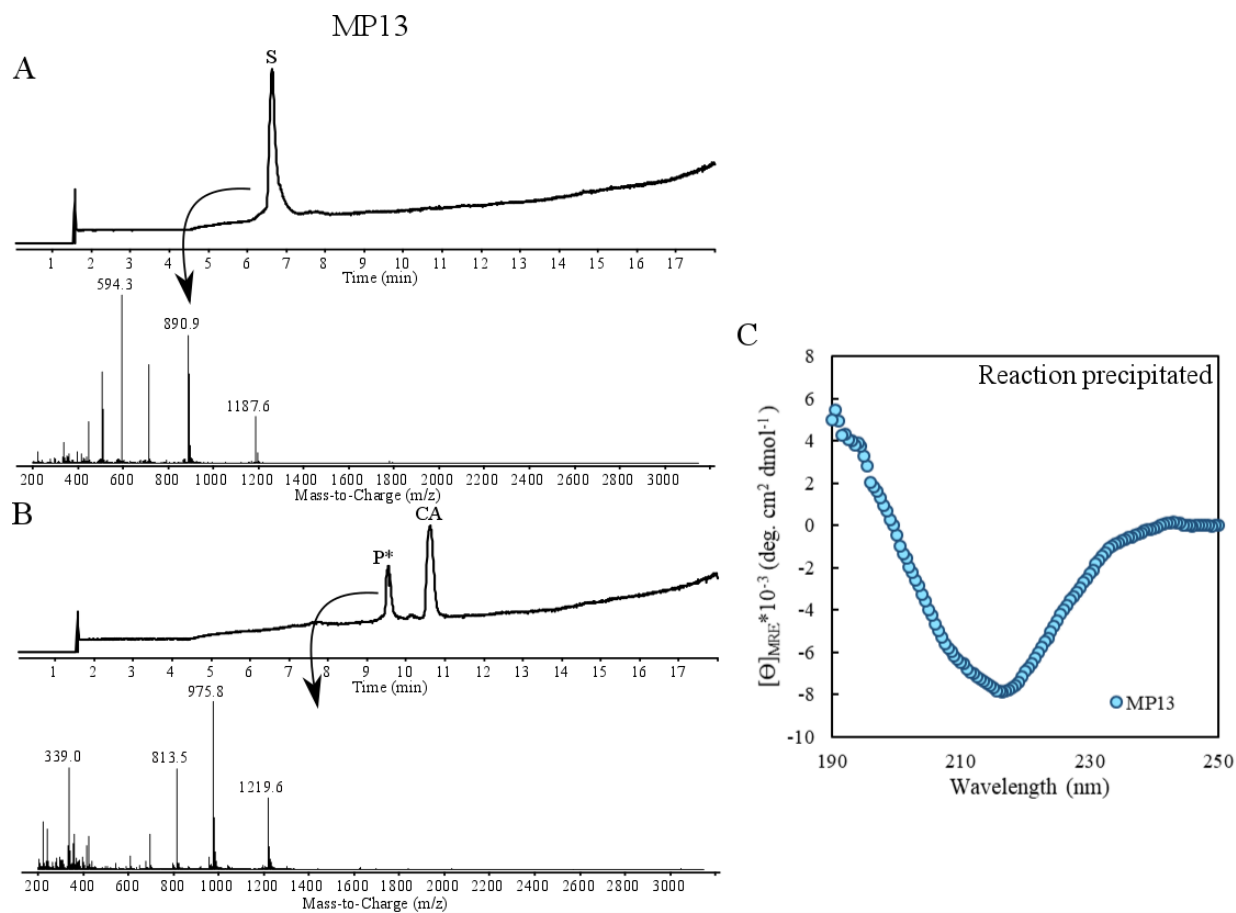 MP13
A
S
1 2 3 4 5 6 7 8 9 10 11 12 13 14 15 16 17
Time (min)
594.3
890.9
1187.6
200 400 600 800 1000 1200 1400 1600 1800 2000 2200 2400 2600 2800 3000
Mass-to-Charge (m/z)
B
P*
CA
1 2 3 4 5 6 7 8 9 10 11 12 13 14 15 16 17
Time (min)
975.8
339.0
813.5
1219.6
200 400 600 800 1000 1200 1400 1600 1800 2000 2200 2400 2600 2800 3000
Mass-to-Charge (m/z)
C
Reaction precipitated
8
6
4
2
0
-2
-4
-6
-8
-10
[Θ]MRE*10⁻³ (deg. cm² dmol⁻¹)
MP13
190 210 230 250
Wavelength (nm)